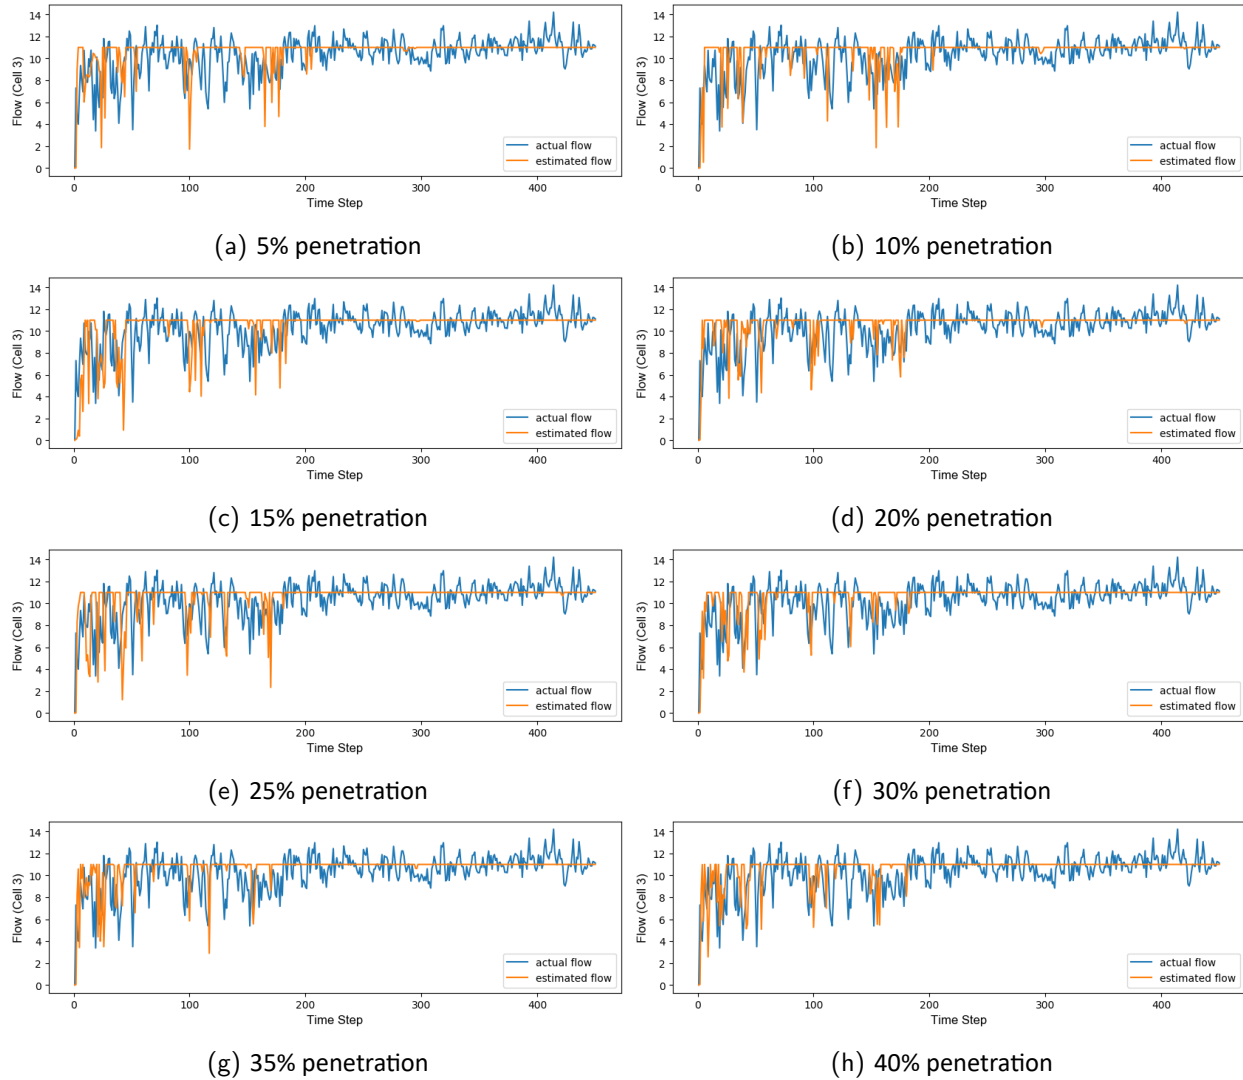 14
12
10
8
6
4
2
0
Flow (Cell 3)
actual flow
estimated flow
0 100 200 300 400
Time Step
(a) 5% penetration
14
12
10
8
6
4
2
0
Flow (Cell 3)
actual flow
estimated flow
0 100 200 300 400
Time Step
(b) 10% penetration
14
12
10
8
6
4
2
0
Flow (Cell 3)
actual flow
estimated flow
0 100 200 300 400
Time Step
(c) 15% penetration
14
12
10
8
6
4
2
0
Flow (Cell 3)
actual flow
estimated flow
0 100 200 300 400
Time Step
(d) 20% penetration
14
12
10
8
6
4
2
0
Flow (Cell 3)
actual flow
estimated flow
0 100 200 300 400
Time Step
(e) 25% penetration
14
12
10
8
6
4
2
0
Flow (Cell 3)
actual flow
estimated flow
0 100 200 300 400
Time Step
(f) 30% penetration
14
12
10
8
6
4
2
0
Flow (Cell 3)
actual flow
estimated flow
0 100 200 300 400
Time Step
(g) 35% penetration
14
12
10
8
6
4
2
0
Flow (Cell 3)
actual flow
estimated flow
0 100 200 300 400
Time Step
(h) 40% penetration